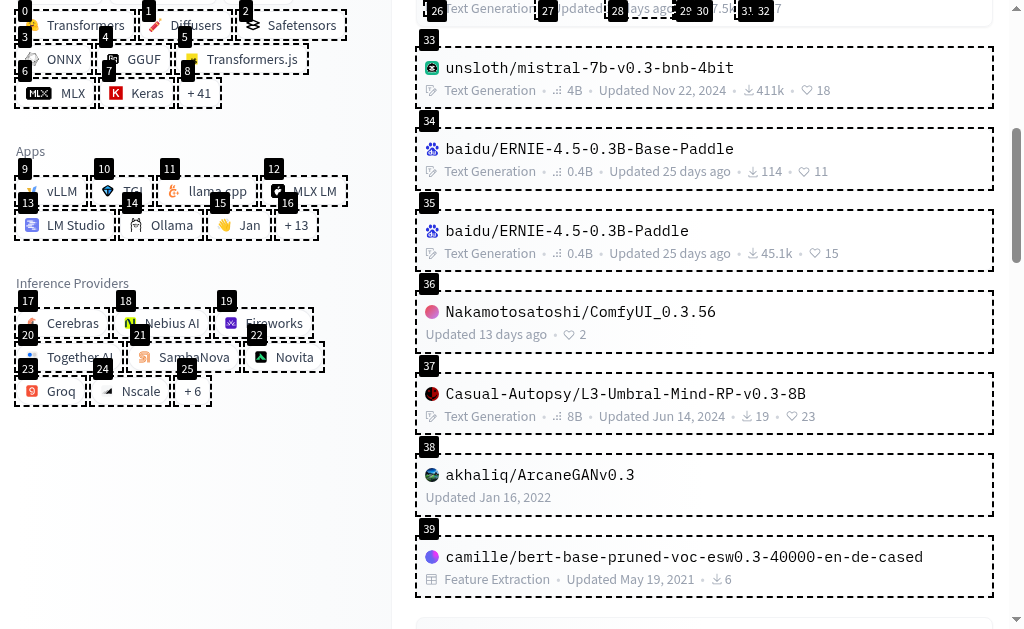 0 1 2
Transformers Diffusers Safetensors
3 4 5
ONNX GGUF Transformers.js
6 7 8
MLX MLX Keras + 41
Apps
9 10 11 12
vLLM TGI llama.cpp MLX LM
13 14 15 16
LM Studio Ollama Jan + 13
Inference Providers
17 18 19
Cerebras Nebius AI Fireworks
20 21 22
Together AI SambaNova Novita
23 24 25
Groq Nscale + 6
26 Text Generation 27 Updated 28 days ago 29 30 7.5k 31 32 7
33
unsloth/mistral-7b-v0.3-bnb-4bit
Text Generation • 4B • Updated Nov 22, 2024 • 411k • 18
34
baidu/ERNIE-4.5-0.3B-Base-Paddle
Text Generation • 0.4B • Updated 25 days ago • 114 • 11
35
baidu/ERNIE-4.5-0.3B-Paddle
Text Generation • 0.4B • Updated 25 days ago • 45.1k • 15
36
Nakamotosatoshi/ComfyUI_0.3.56
Updated 13 days ago • 2
37
Casual-Autopsy/L3-Umbral-Mind-RP-v0.3-8B
Text Generation • 8B • Updated Jun 14, 2024 • 19 • 23
38
akhaliq/ArcaneGANv0.3
Updated Jan 16, 2022
39
camille/bert-base-pruned-voc-esw0.3-40000-en-de-cased
Feature Extraction • Updated May 19, 2021 • 6